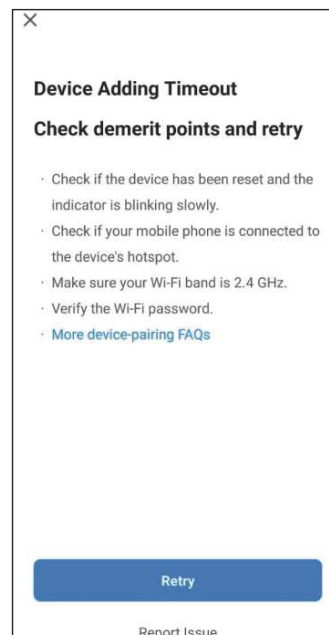 Device Adding Timeout
Check demerit points and retry
· Check if the device has been reset and the
indicator is blinking slowly.
· Check if your mobile phone is connected to
the device's hotspot.
· Make sure your Wi-Fi band is 2.4 GHz.
· Verify the Wi-Fi password.
· More device-pairing FAQs
Retry
Report Issue